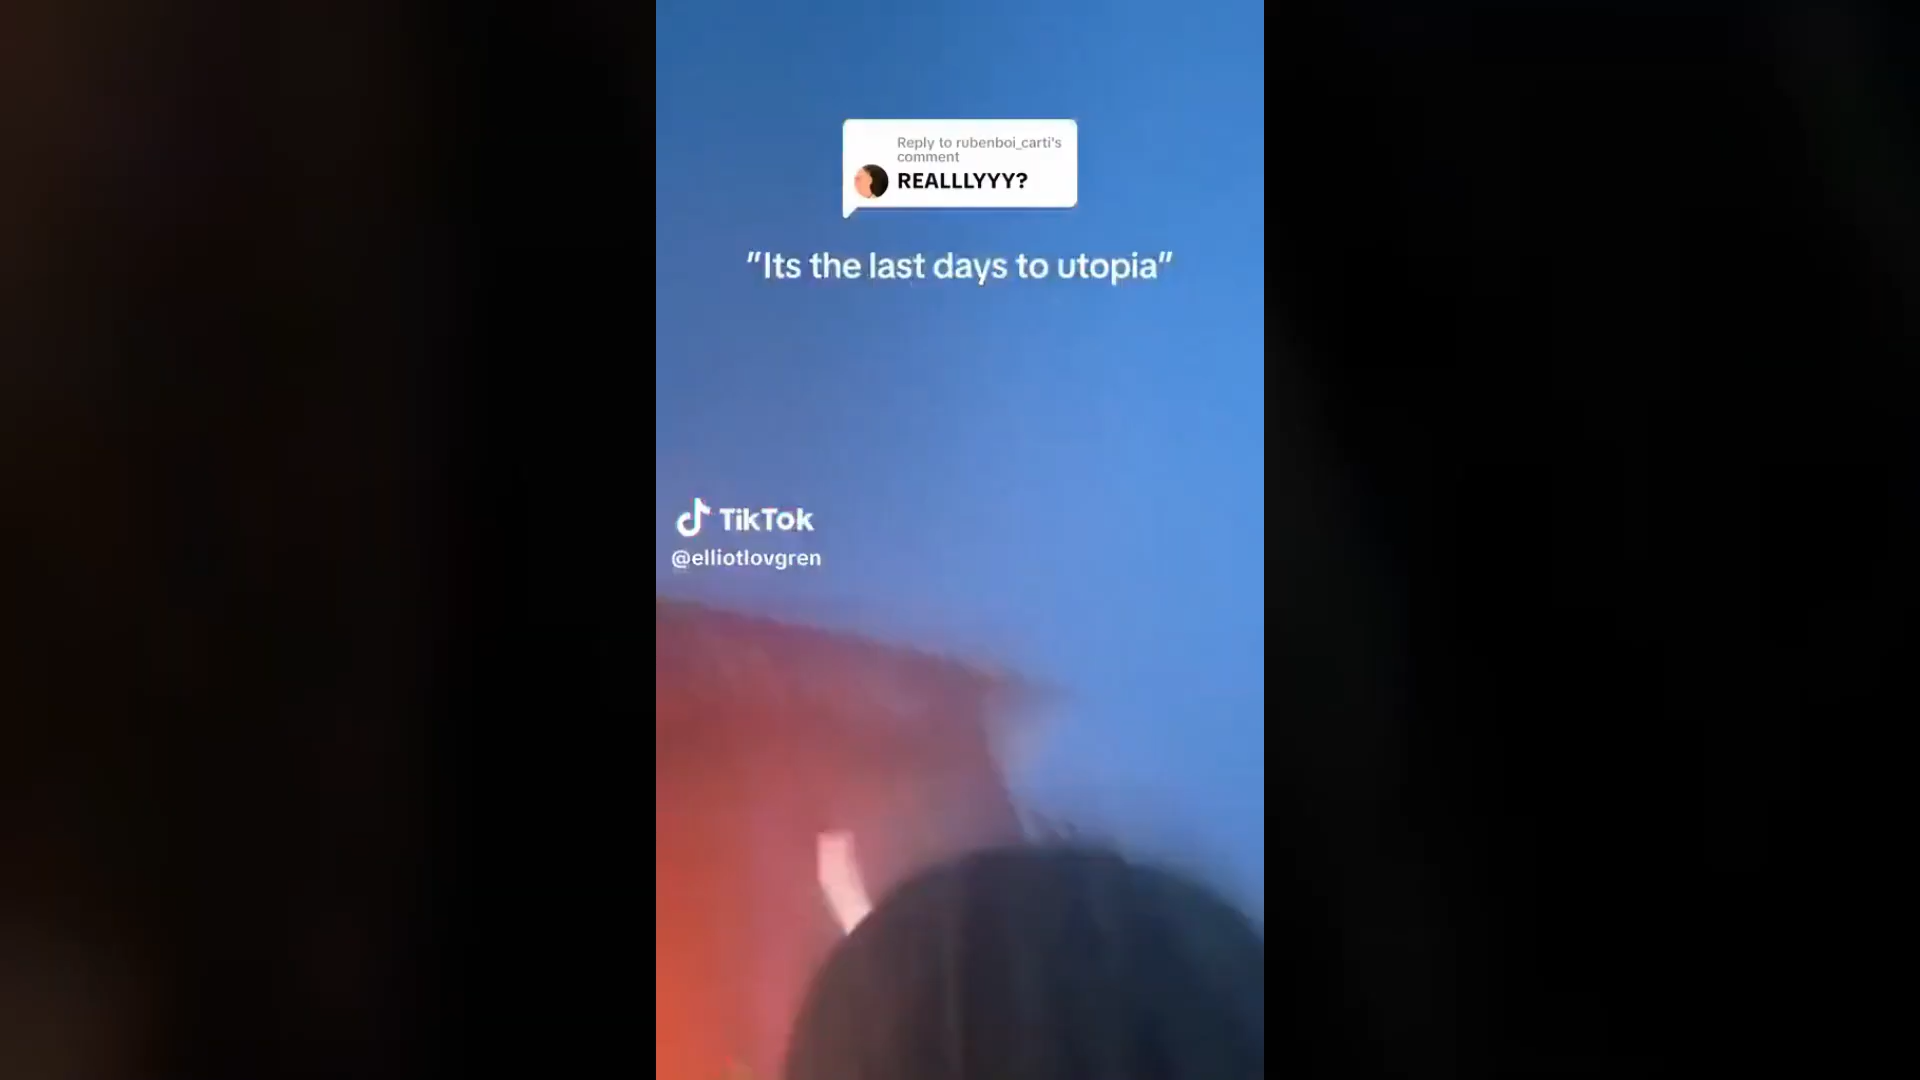 Reply to rubenboi_carti's
comment
REALLLYYY?
"Its the last days to utopia"
TikTok
@elliotlovgren